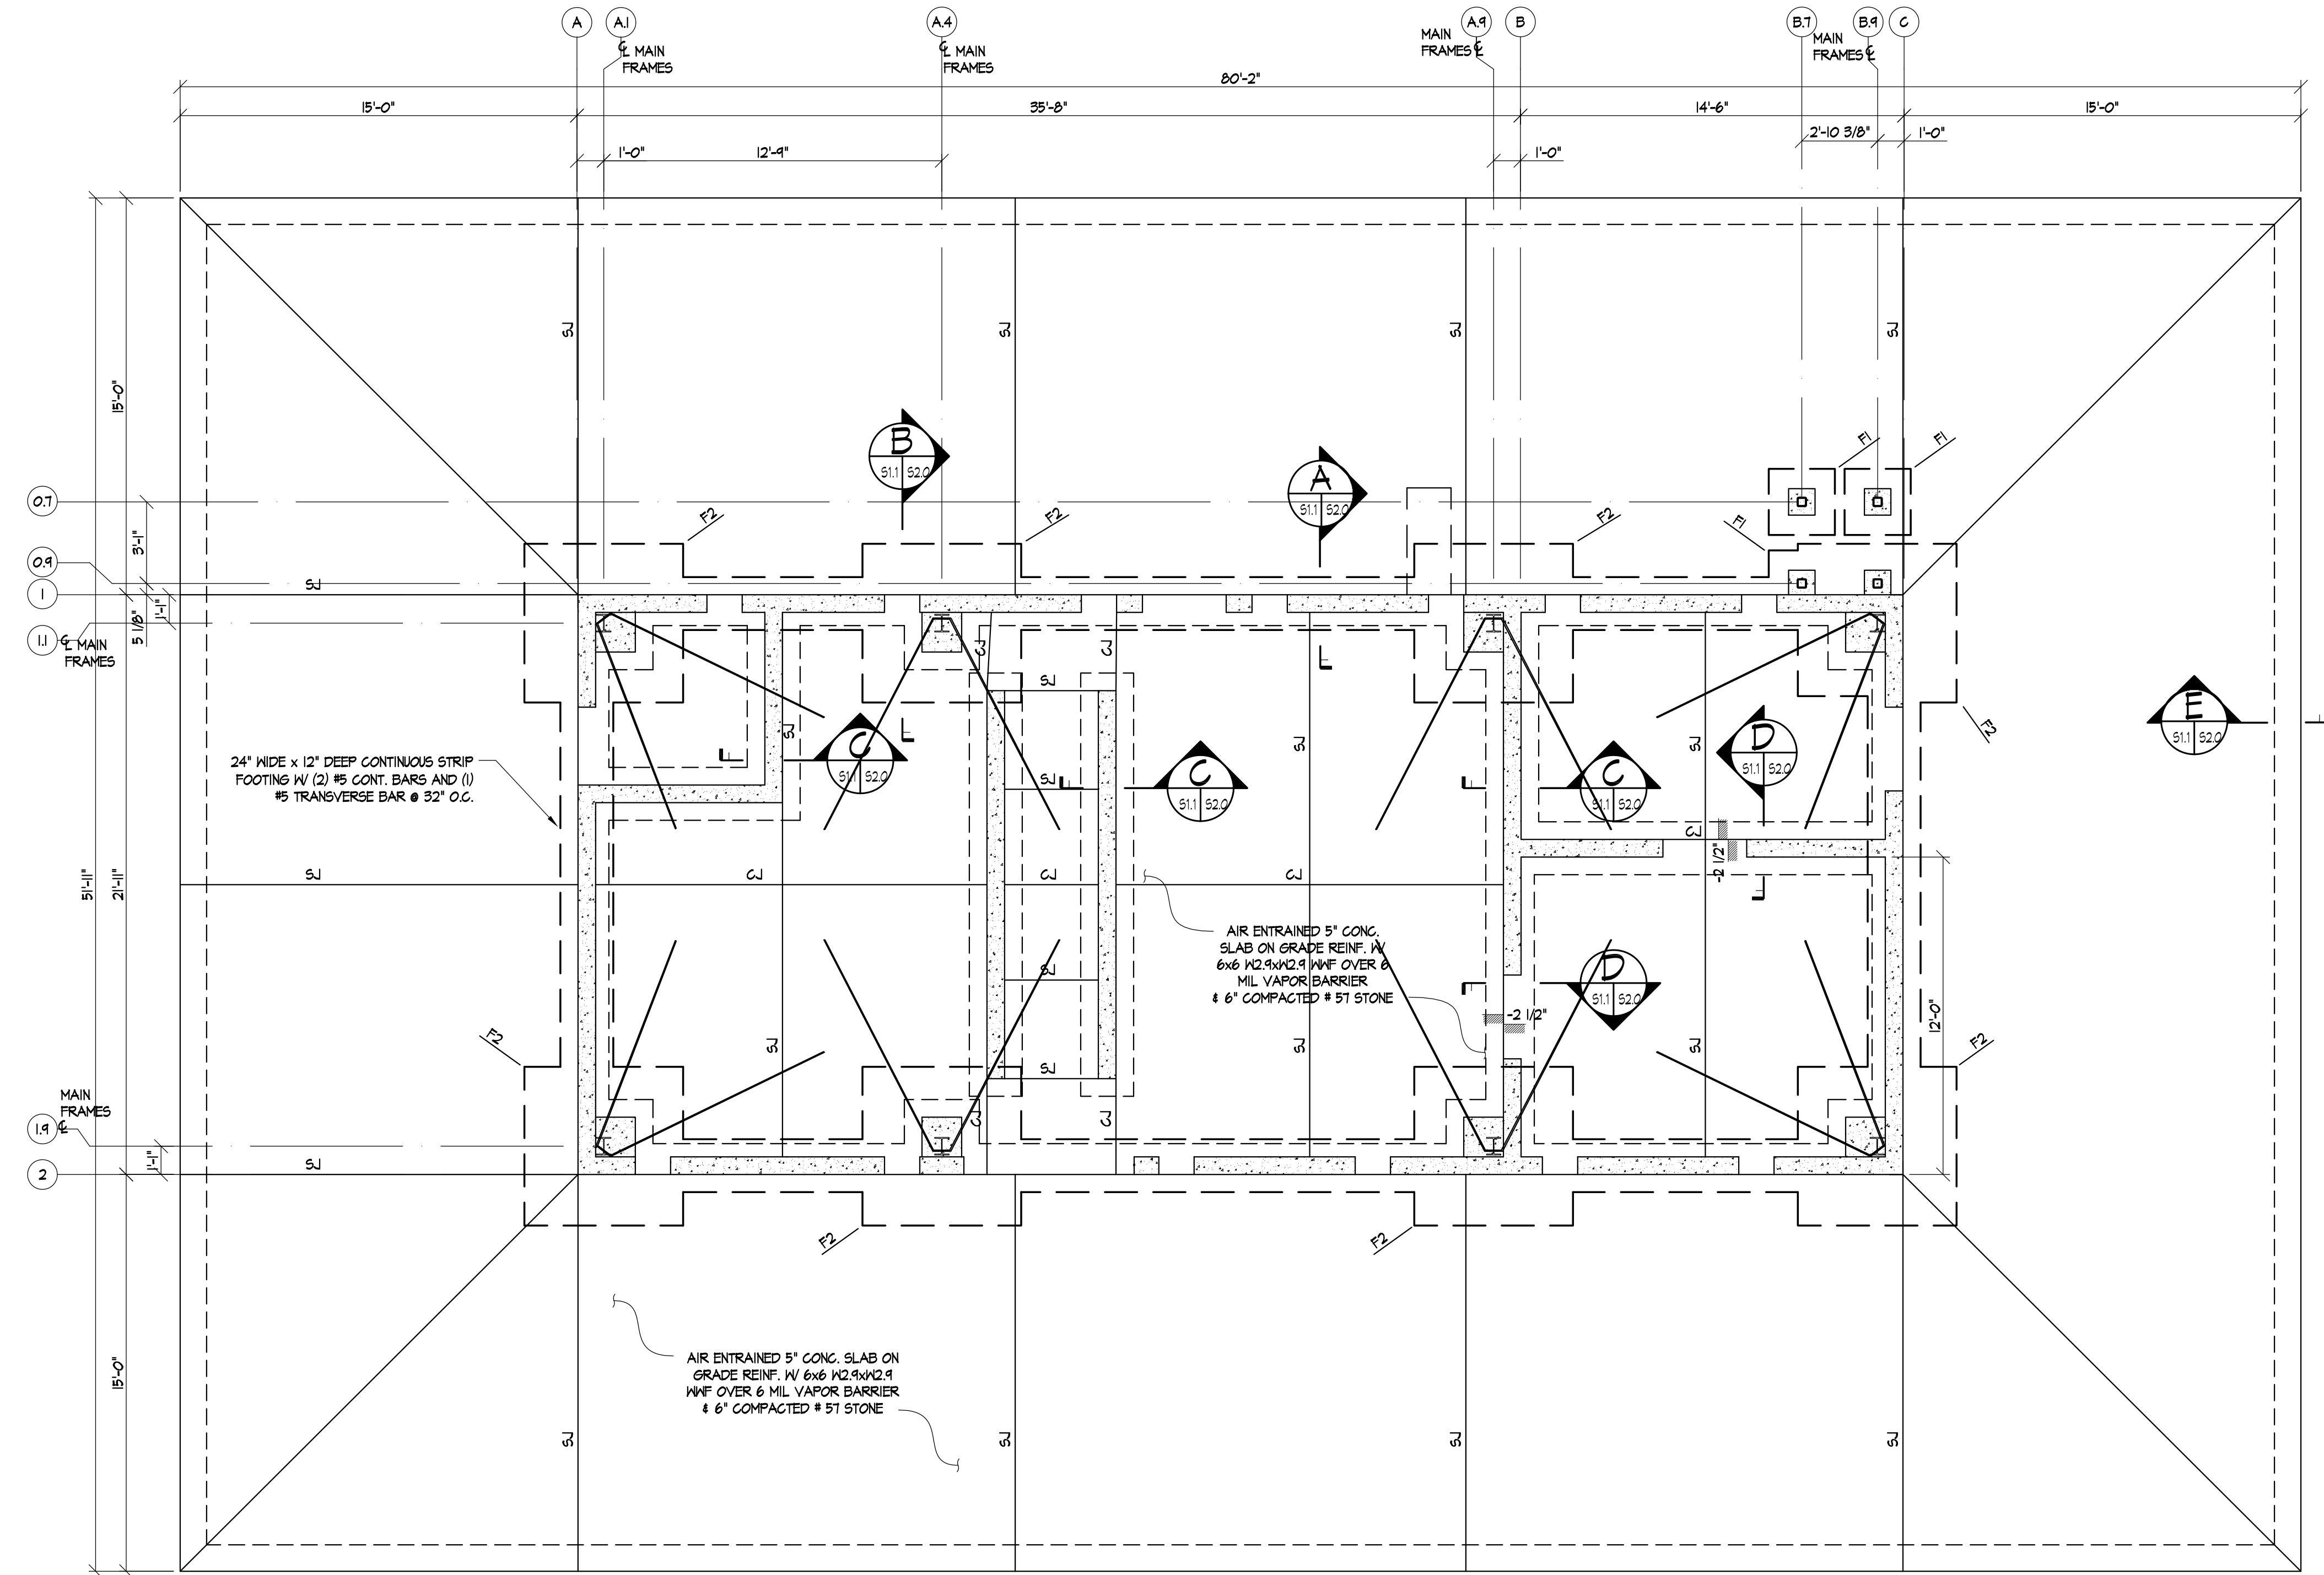 A
A.1
A.4
A.9
B
B.7
B.9
C
℄ MAIN
FRAMES
℄ MAIN
FRAMES
MAIN
FRAMES ℄
MAIN
FRAMES ℄
80'-2"
15'-0"
35'-8"
14'-6"
15'-0"
2'-10 3/8"
1'-0"
1'-0"
12'-9"
1'-0"
SJ
SJ
SJ
SJ
15'-0"
B
S1.1 S2.0
A
S1.1 S2.0
F1
F1
0.7
F2
F2
F2
F1
3'-1"
0.9
SJ
1
1'-1"
5 1/8"
1.1
℄ MAIN
FRAMES
CJ
CJ
SJ
SJ
SJ
SJ
SJ
E
S1.1 S2.0
F2
C
S1.1 S2.0
C
S1.1 S2.0
C
S1.1 S2.0
D
S1.1 S2.0
24" WIDE x 12" DEEP CONTINUOUS STRIP
FOOTING W/ (2) #5 CONT. BARS AND (1)
#5 TRANSVERSE BAR @ 32" O.C.
CJ
-2 1/2"
51'-11"
21'-11"
SJ
CJ
CJ
CJ
AIR ENTRAINED 5" CONC.
SLAB ON GRADE REINF. W/
6x6 W2.9xW2.9 WWF OVER 6
MIL VAPOR BARRIER
& 6" COMPACTED # 57 STONE
SJ
D
S1.1 S2.0
-2 1/2"
12'-0"
F2
F2
SJ
SJ
SJ
SJ
MAIN
FRAMES
℄
1.9
CJ
CJ
1'-1"
SJ
2
F2
F2
AIR ENTRAINED 5" CONC. SLAB ON
GRADE REINF. W/ 6x6 W2.9xW2.9
WWF OVER 6 MIL VAPOR BARRIER
& 6" COMPACTED # 57 STONE
15'-0"
SJ
SJ
SJ
SJ